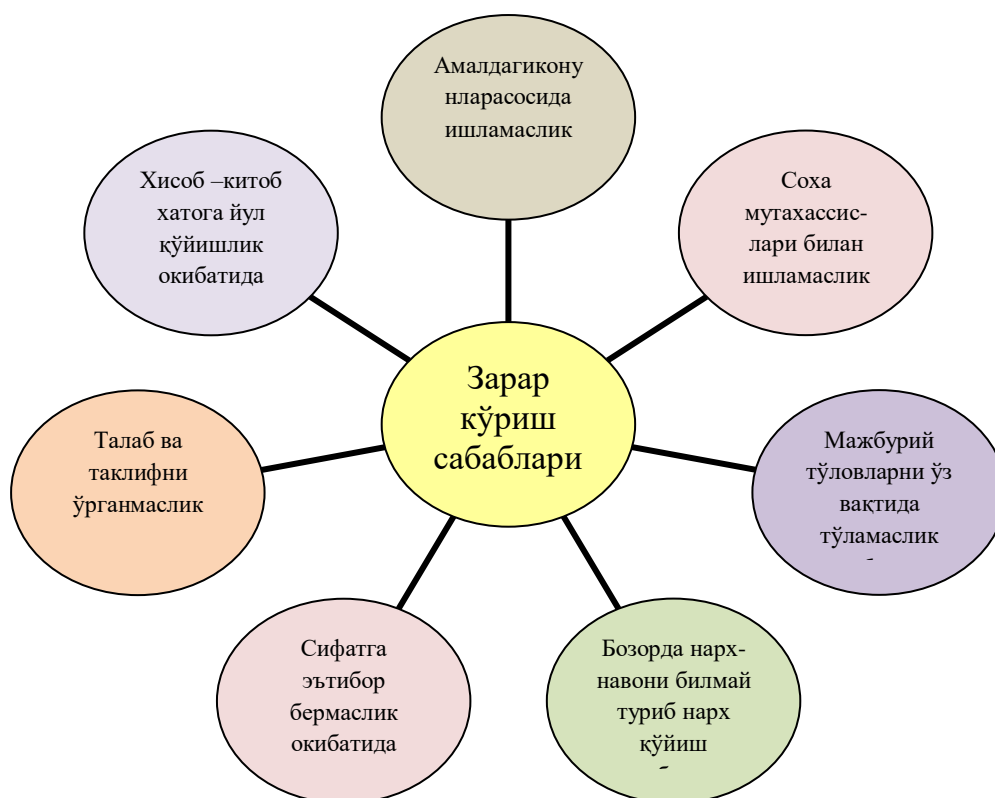 Амалдагикону
нларасосида
ишламаслик
Соха
мутахассис-
лари билан
ишламаслик
Мажбурий
тўловларни ўз
вақтида
тўламаслик
Бозорда нарх-
навони билмай
туриб нарх
қўйиш
Сифатга
эътибор
бермаслик
окибатида
Талаб ва
таклифни
ўрганмаслик
Хисоб –китоб
хатога йул
қўйишлик
окибатида
Зарар
кўриш
сабаблари